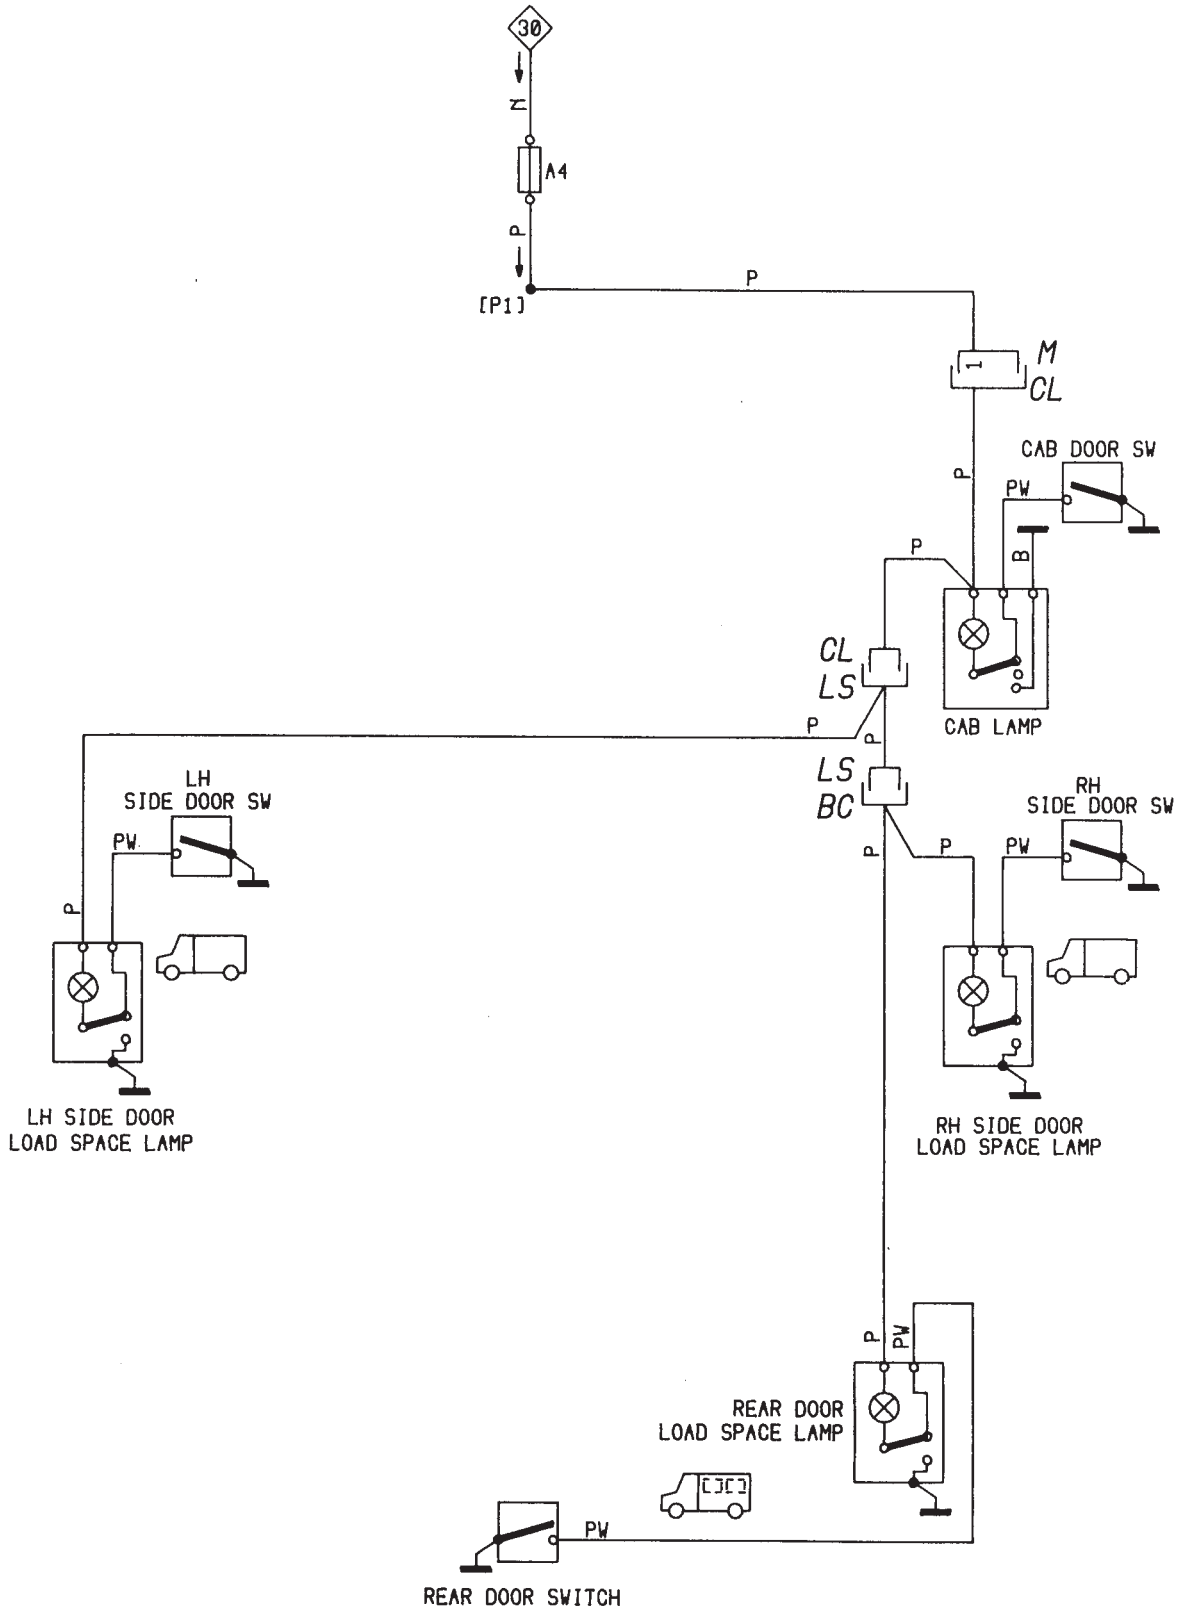 30
N
A4
P
[P1]
P
1
M
CL
CAB DOOR SW
P
PW
B
P
CL
LS
CAB LAMP
P
P
LH
SIDE DOOR SW
LS
BC
RH
SIDE DOOR SW
PW
P
P
P
PW
LH SIDE DOOR
LOAD SPACE LAMP
RH SIDE DOOR
LOAD SPACE LAMP
P
PW
REAR DOOR
LOAD SPACE LAMP
PW
REAR DOOR SWITCH